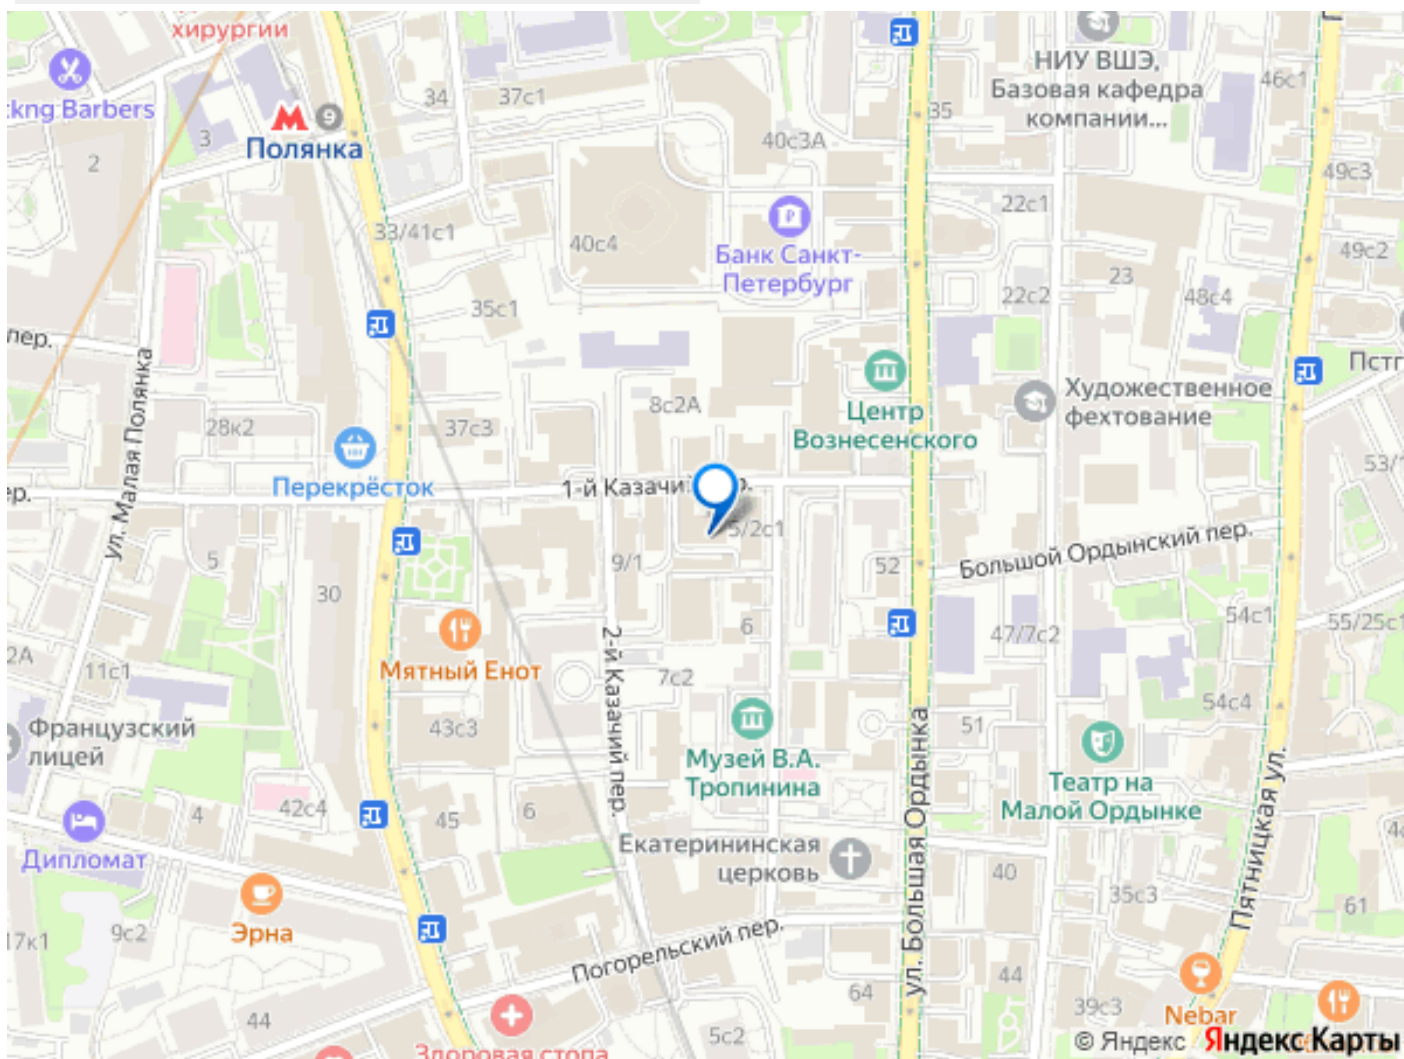 хирургии
ckng Barbers
Полянка
9
2
3
34
37с1
40с3А
35
НИУ ВШЭ,
Базовая кафедра
компании...
46с1
49с3
33/41с1
40с4
Банк Санкт-
Петербург
22с1
23
49с2
35с1
22с2
48с4
пер.
ул. Малая Полянка
28к2
37с3
8с2А
Центр
Вознесенского
Художественное
фехтование
Пстг
Перекрёсток
1-й Казачи
р.
53/1
ер.
5
9/1
5/2с1
52
Большой Ордынский пер.
30
2-й Казачий пер.
6
47/7с2
54с1
55/25с1
2А
11с1
Мятный Енот
7с2
54с4
Французский
лицей
43с3
Музей В.А.
Тропинина
ул. Большая Ордынка
51
Театр на
Малой Ордынке
Пятницкая ул.
4
42с4
45
6
Дипломат
Екатерининская
церковь
40
35с3
61
Эрна
9с2
17к1
Погорельский пер.
44
64
44
39с3
Nebar
5с2
Здоровая стопа
© Яндекс Яндекс Карты